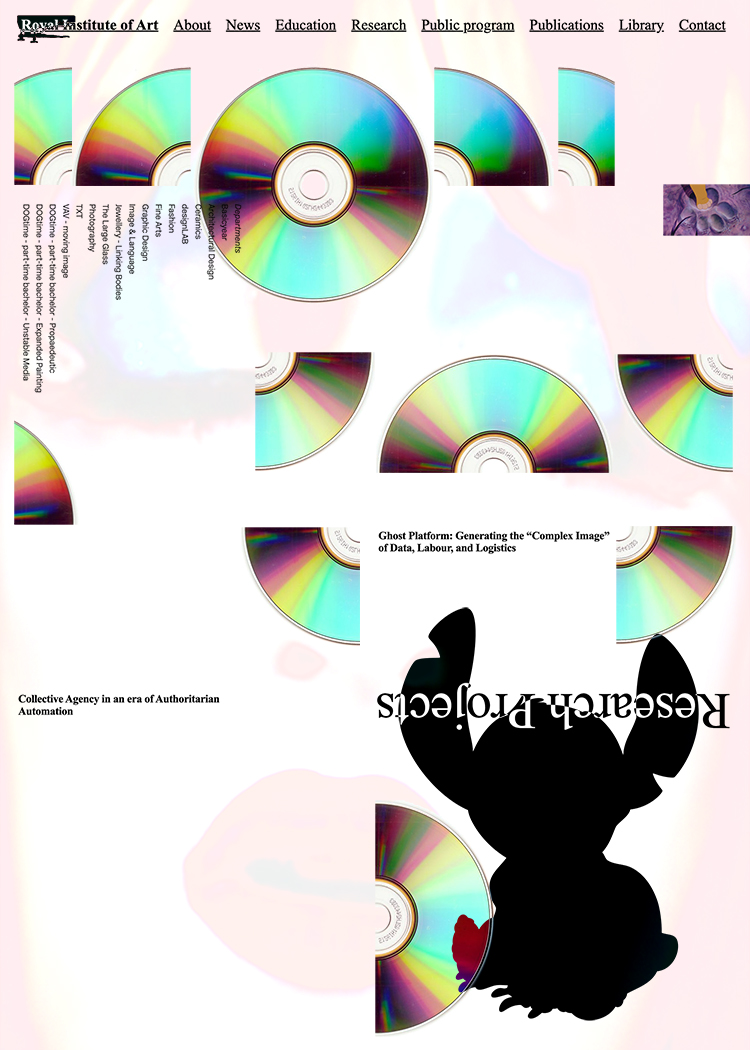 Royal Institute of Art About News Education Research Public program Publications Library Contact
Departments
Basicyear
Architectural Design
Ceramics
designLAB
Fashion
Fine Arts
Graphic Design
Image & Language
Jewellery - Linking Bodies
The Large Glass
Photography
TXT
VAV - moving image
DOGtime - part-time bachelor - Propaedeutic
DOGtime - part-time bachelor - Expanded Painting
DOGtime - part-time bachelor - Unstable Media
Ghost Platform: Generating the “Complex Image”
of Data, Labour, and Logistics
Research Projects
Collective Agency in an era of Authoritarian
Automation